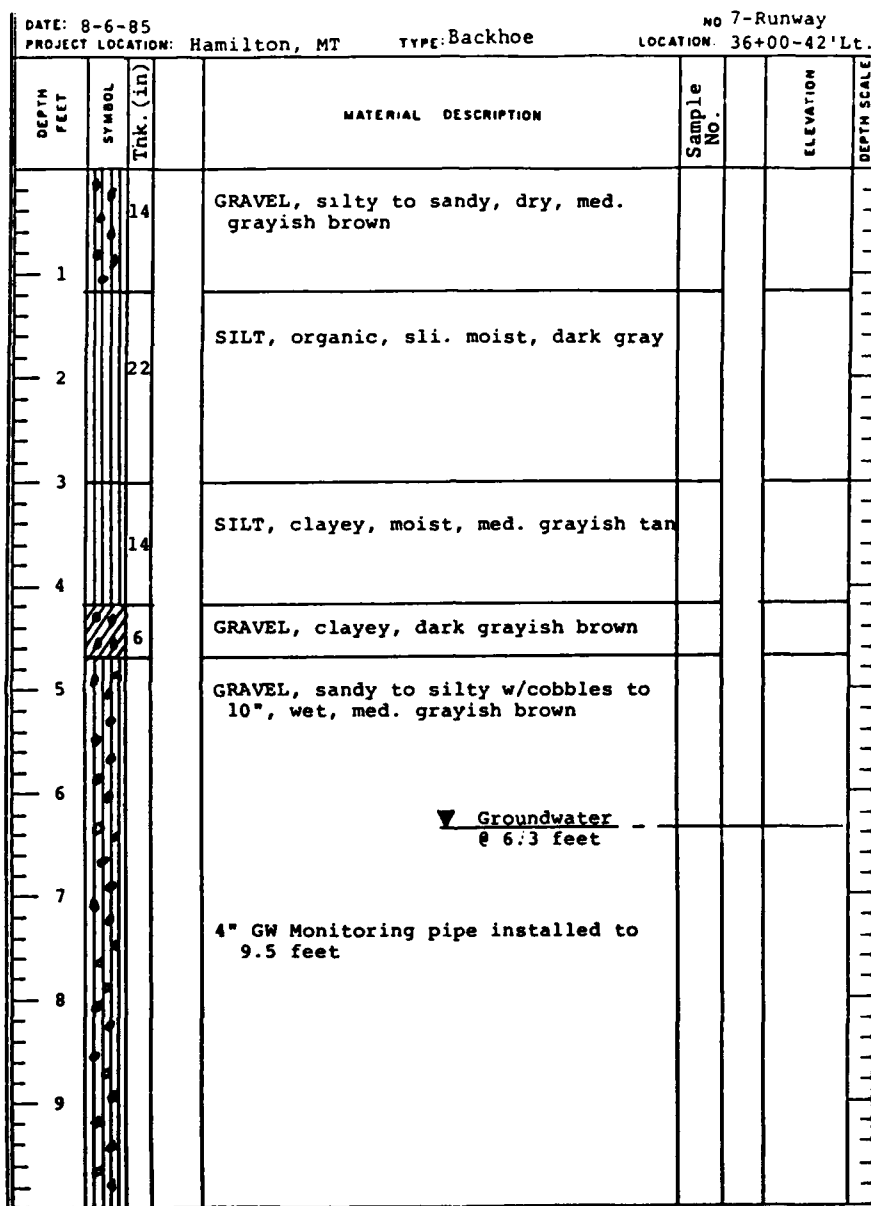 DATE: 8-6-85
NO 7-Runway
PROJECT LOCATION: Hamilton, MT TYPE: Backhoe LOCATION. 36+00-42'Lt.
DEPTH FEET
SYMBOL
Thk. (in)
MATERIAL DESCRIPTION
Sample No.
ELEVATION
DEPTH SCALE
14
GRAVEL, silty to sandy, dry, med.
grayish brown
1
SILT, organic, sli. moist, dark gray
22
2
3
SILT, clayey, moist, med. grayish tan
14
4
GRAVEL, clayey, dark grayish brown
6
5
GRAVEL, sandy to silty w/cobbles to
10", wet, med. grayish brown
6
Groundwater
@ 6.3 feet
7
4" GW Monitoring pipe installed to
9.5 feet
8
9